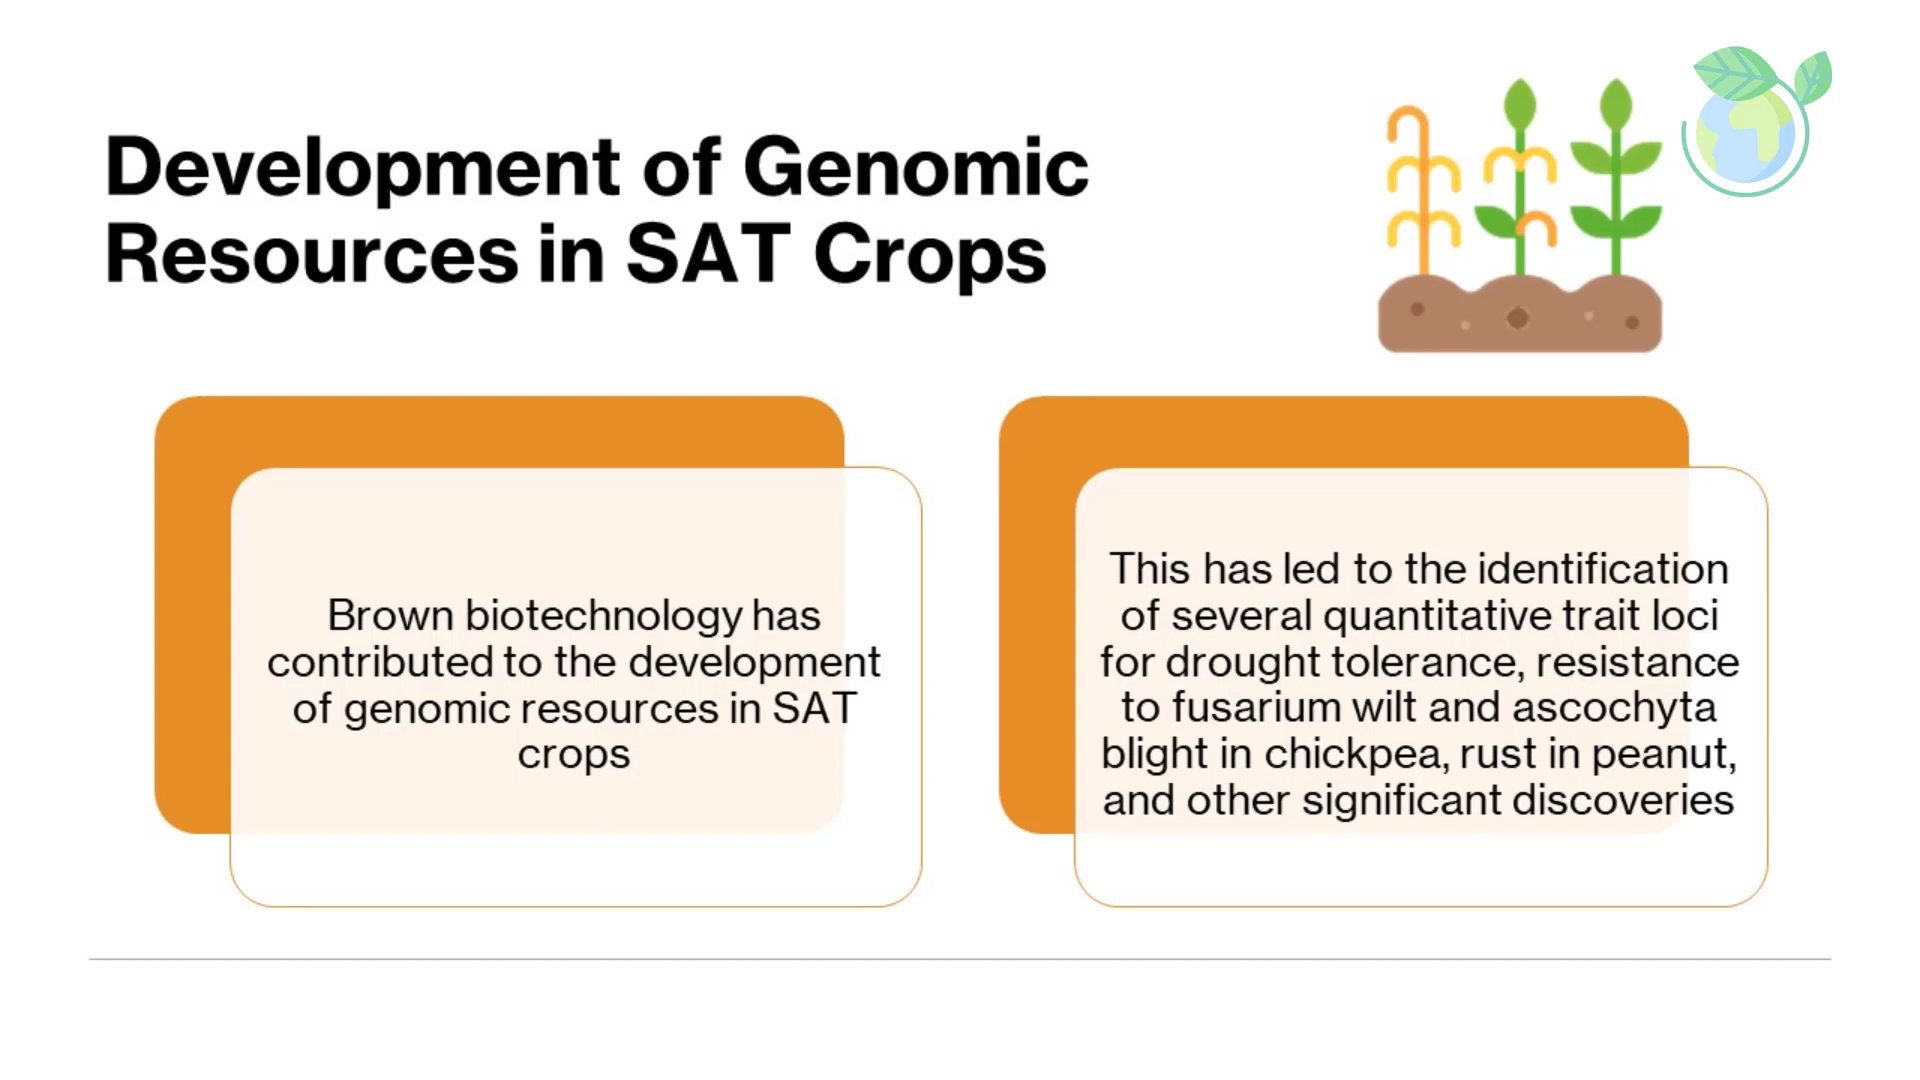 Development of Genomic
Resources in SAT Crops
Brown biotechnology has
contributed to the development
of genomic resources in SAT
crops
This has led to the identification
of several quantitative trait loci
for drought tolerance, resistance
to fusarium wilt and ascochyta
blight in chickpea, rust in peanut,
and other significant discoveries